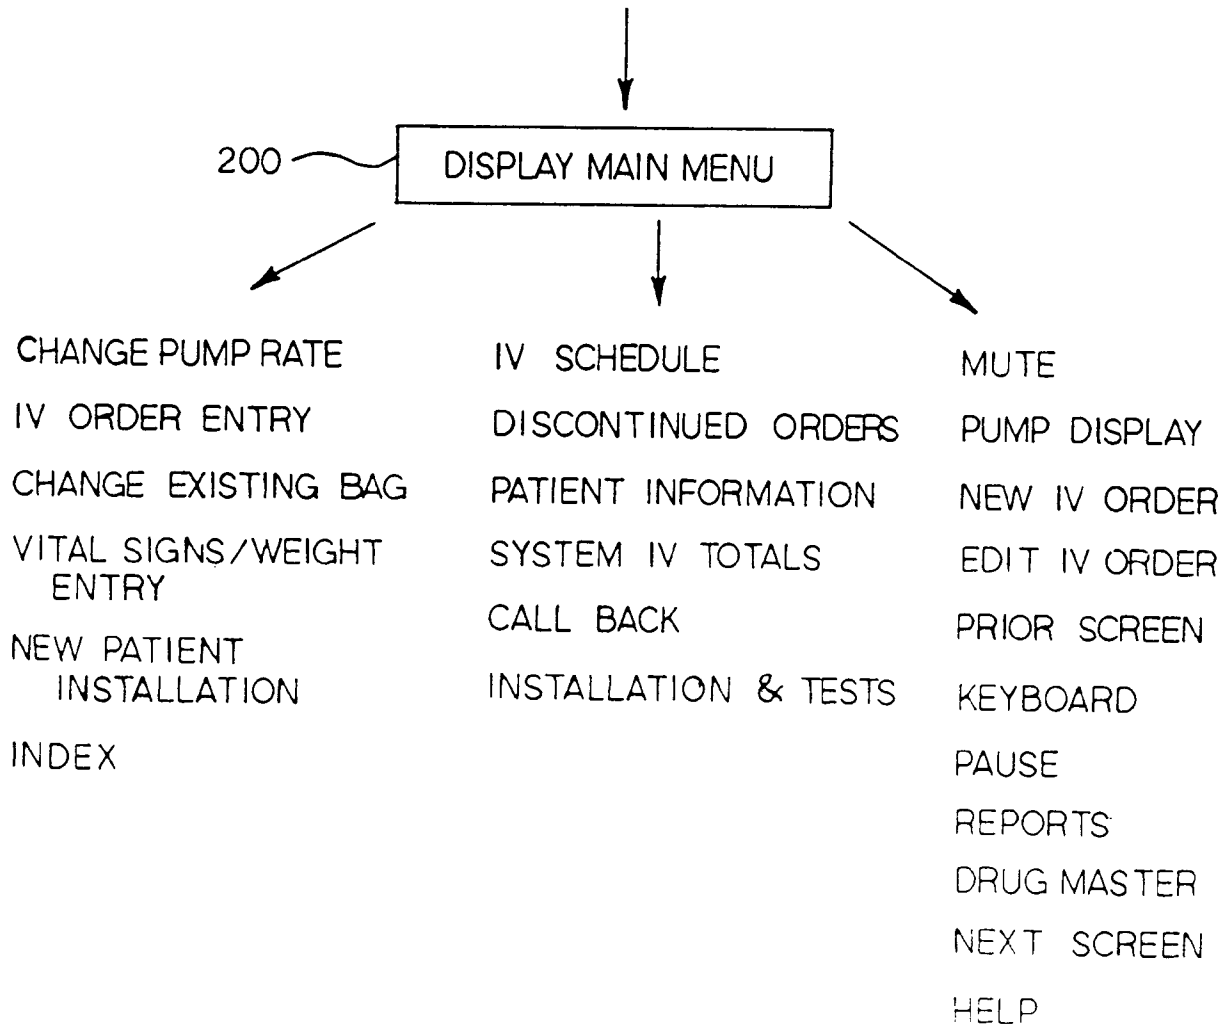 200
DISPLAY MAIN MENU
CHANGE PUMP RATE
IV ORDER ENTRY
CHANGE EXISTING BAG
VITAL SIGNS/WEIGHT
ENTRY
NEW PATIENT
INSTALLATION
INDEX
IV SCHEDULE
DISCONTINUED ORDERS
PATIENT INFORMATION
SYSTEM IV TOTALS
CALL BACK
INSTALLATION & TESTS
MUTE
PUMP DISPLAY
NEW IV ORDER
EDIT IV ORDER
PRIOR SCREEN
KEYBOARD
PAUSE
REPORTS
DRUG MASTER
NEXT SCREEN
HELP